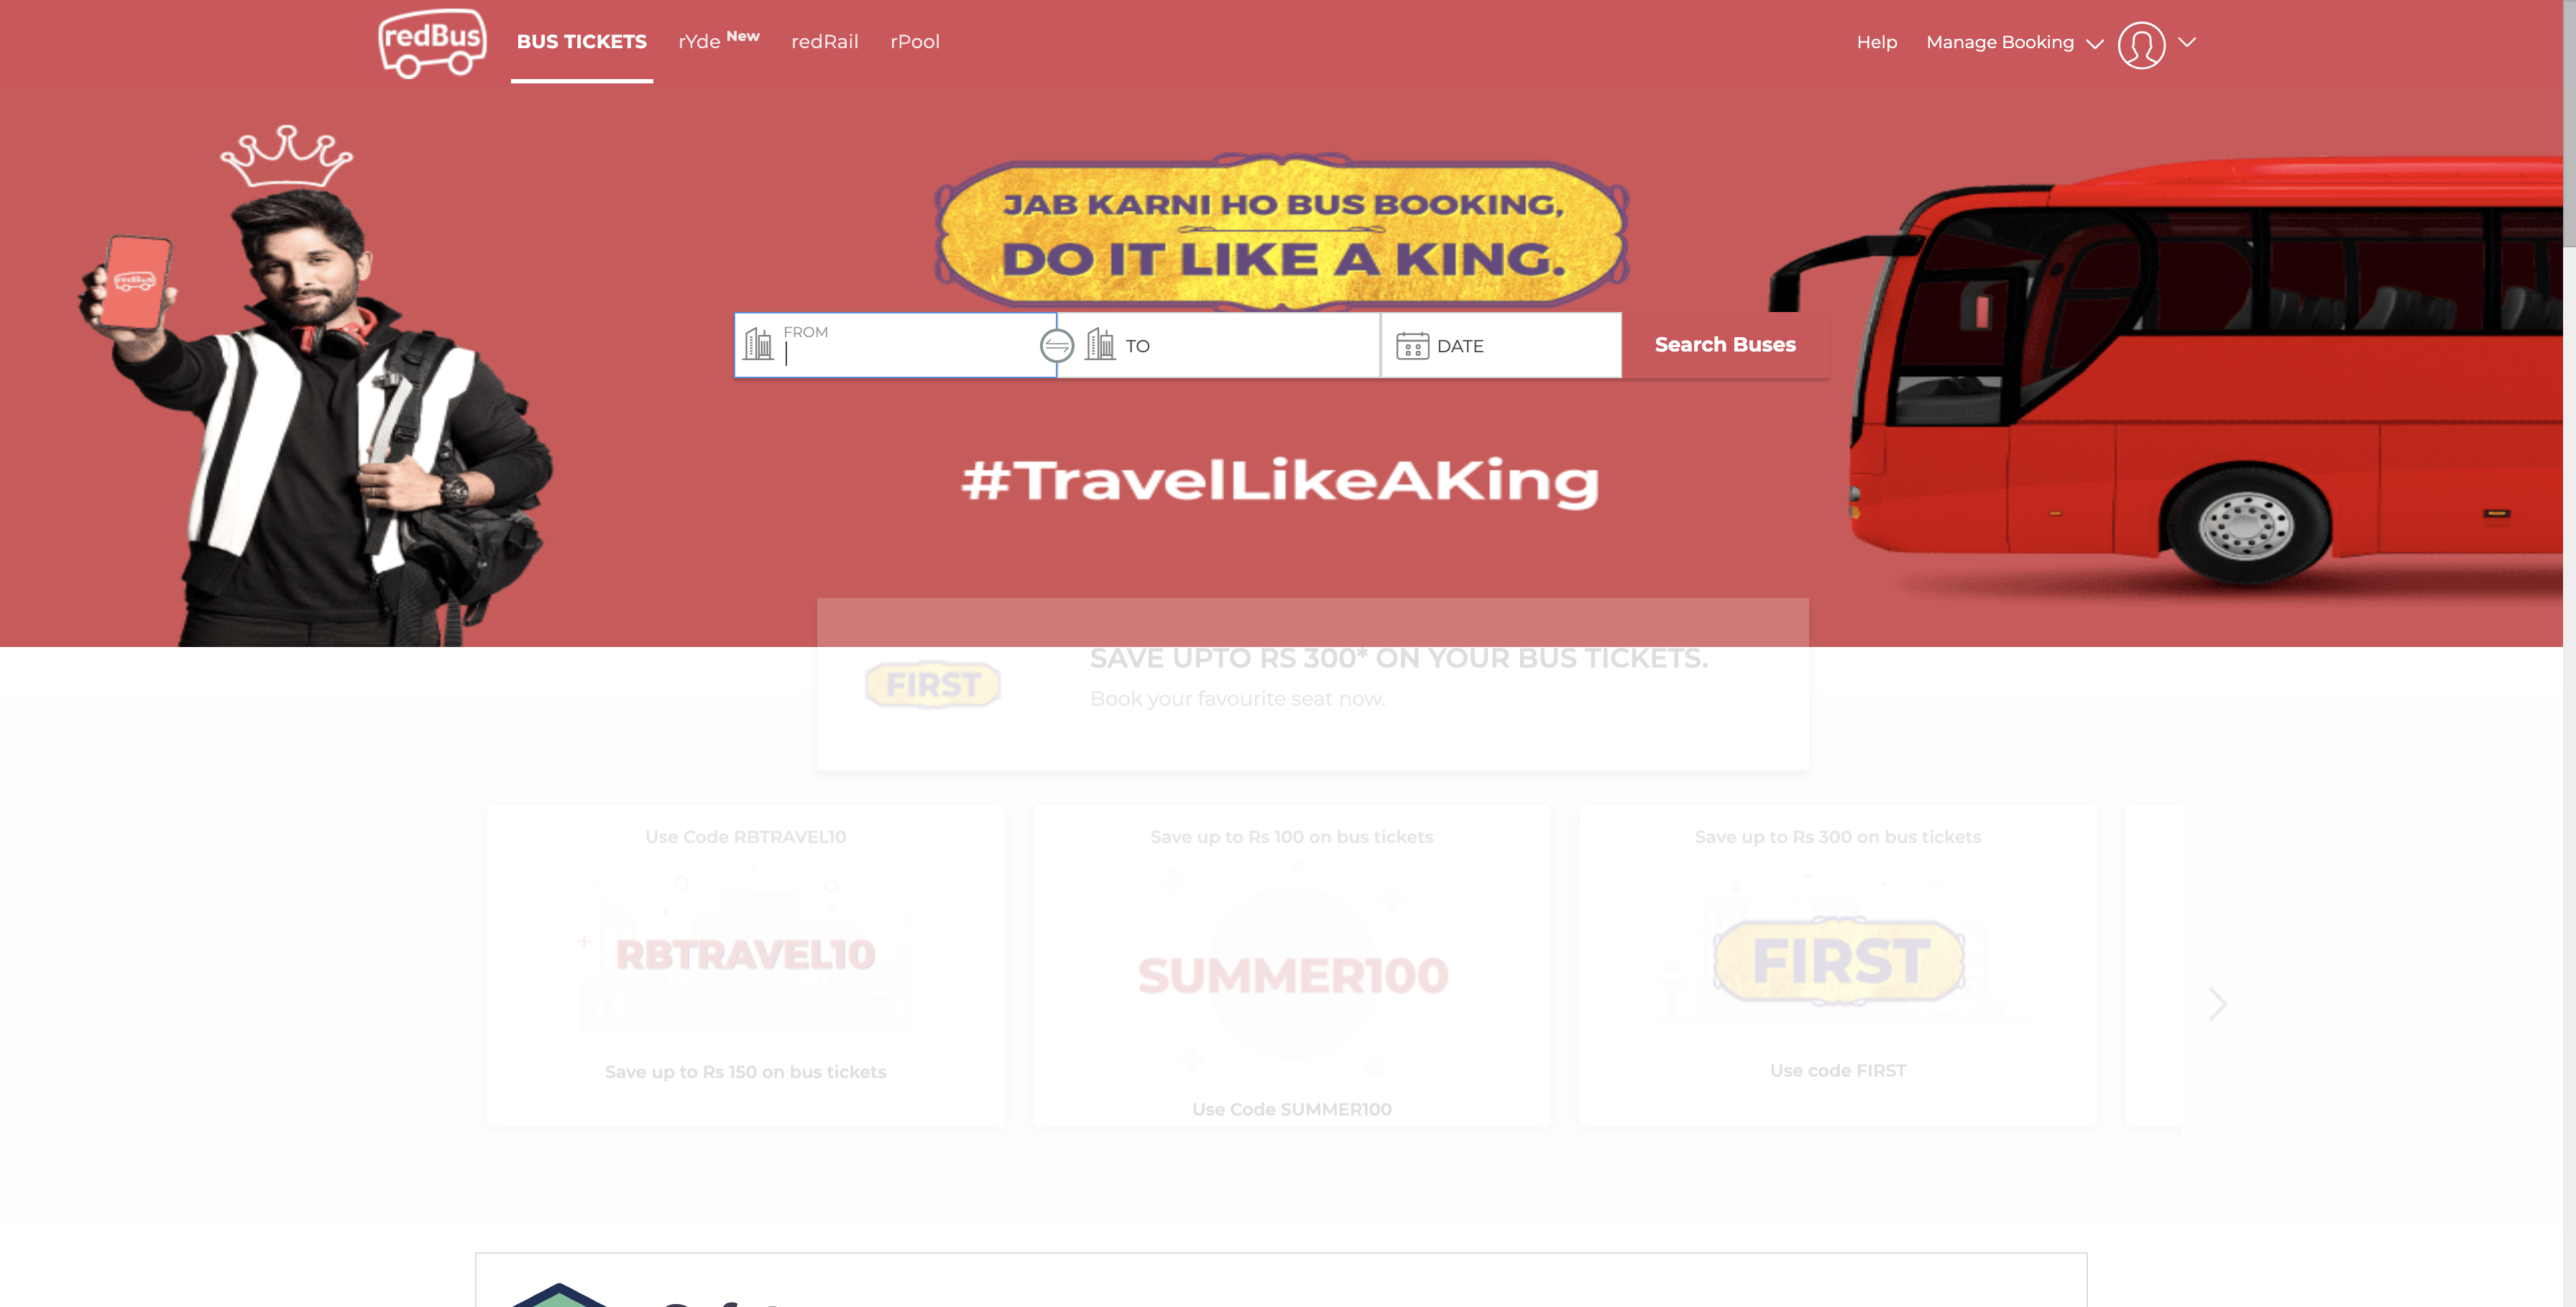 redBus
BUS TICKETS
rYde New
redRail
rPool
Help
Manage Booking
redBus
JAB KARNI HO BUS BOOKING,
DO IT LIKE A KING.
FROM
TO
DATE
Search Buses
#TravelLikeAKing
FIRST
SAVE UPTO RS 300* ON YOUR BUS TICKETS.
Book your favourite seat now.
Use Code RBTRAVEL10
RBTRAVEL10
Save up to Rs 150 on bus tickets
Save up to Rs 100 on bus tickets
SUMMER100
Use Code SUMMER100
Save up to Rs 300 on bus tickets
FIRST
Use code FIRST